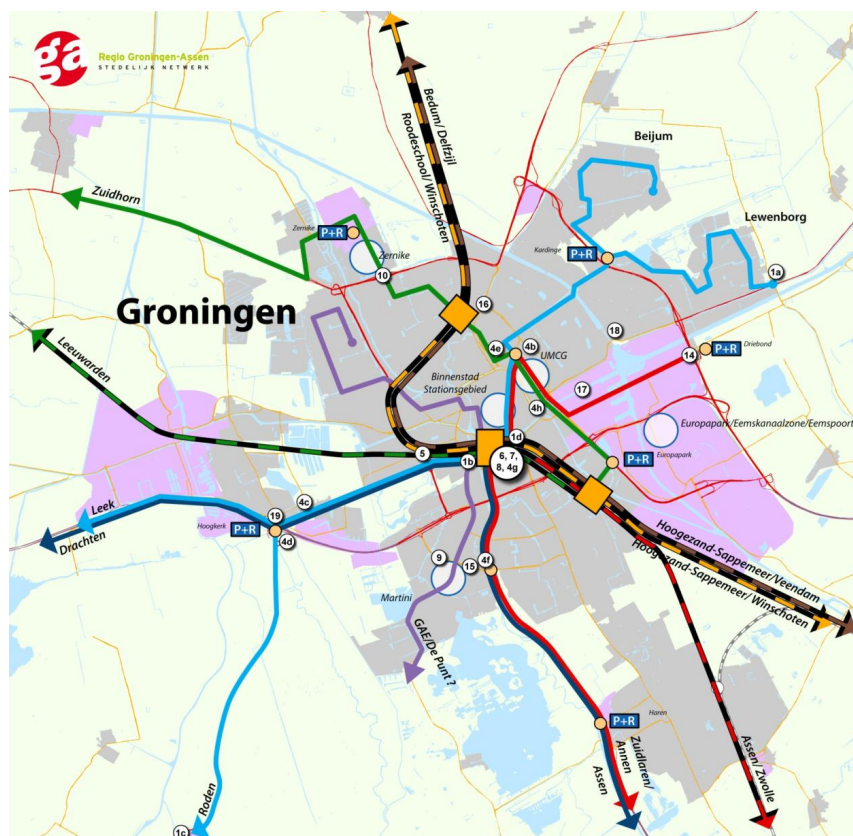 ga
Regio Groningen-Assen
STEDELIJK NETWERK
Bedum/ Delfzijl
Roodeschool/ Winschoten
Beijum
Zuidhorn
Lewenborg
Zernike
P+R
Zernike
Kardinge
P+R
1a
10
Groningen
16
18
4e
4b
14
P+R
Driebond
UMCG
Leeuwarden
Binnenstad
Stationsgebied
17
4h
Europapark/Eemskanaalzone/Eemspoort
1d
5
1b
6, 7,
8, 4g
P+R
Europapark
Leek
4c
19
Hoogkerk
P+R
4d
Drachten
Hoogezand-Sappemeer/Veendam
Hoogezand-Sappemeer/ Winschoten
9
15
4f
Martini
GAE/De Punt ?
Haren
P+R
Zuidlaren/
Annen
Assen
Assen/ Zwolle
Roden
1c